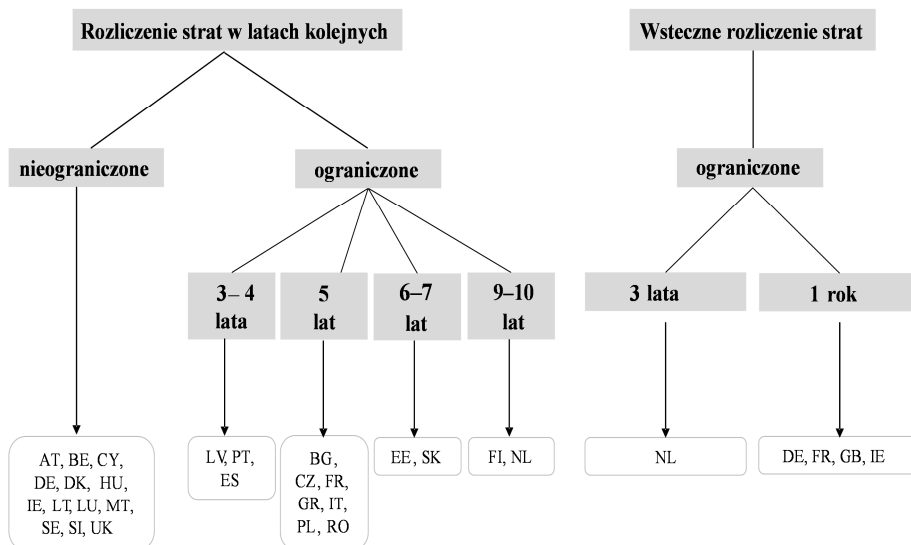 Rozliczenie strat w latach kolejnych
nieograniczone
ograniczone
3–4
lata
5
lat
6–7
lat
9–10
lat
AT, BE, CY,
DE, DK, HU,
IE, LT, LU, MT,
SE, SI, UK
LV, PT,
ES
BG,
CZ, FR,
GR, IT,
PL, RO
EE, SK
FI, NL
Wsteczne rozliczenie strat
ograniczone
3 lata
1 rok
NL
DE, FR, GB, IE